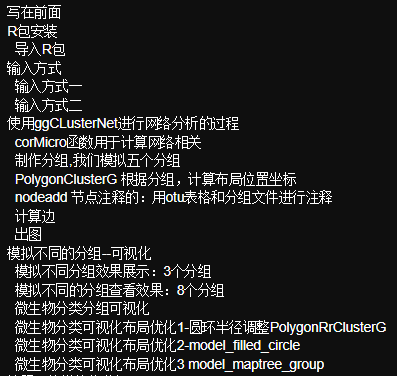 写在前面
R包安装
导入R包
输入方式
输入方式一
输入方式二
使用ggCLusterNet进行网络分析的过程
corMicro函数用于计算网络相关
制作分组,我们模拟五个分组
PolygonClusterG 根据分组，计算布局位置坐标
nodeadd 节点注释的：用otu表格和分组文件进行注释
计算边
出图
模拟不同的分组--可视化
模拟不同分组效果展示：3个分组
模拟不同的分组查看效果：8个分组
微生物分类分组可视化
微生物分类可视化布局优化1-圆环半径调整PolygonRrClusterG
微生物分类可视化布局优化2-model_filled_circle
微生物分类可视化布局优化3 model_maptree_group